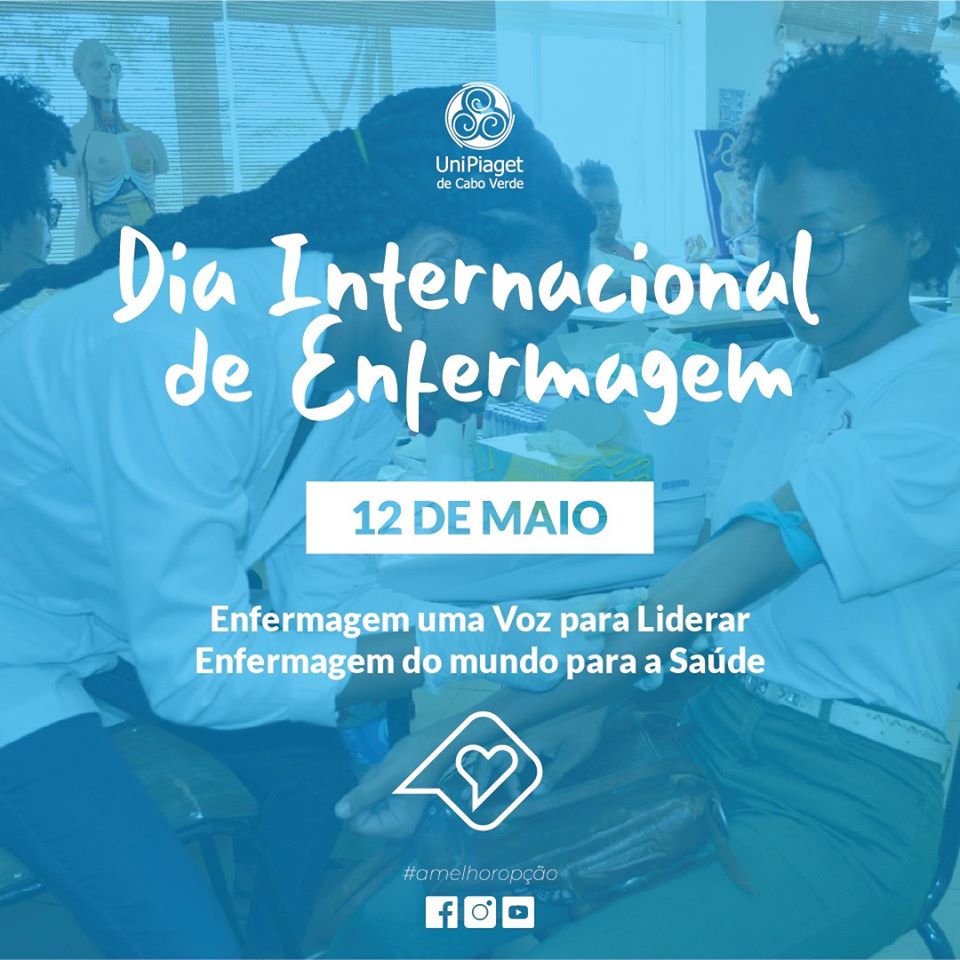 UniPiaget
de Cabo Verde
Dia Internacional
de Enfermagem
12 DE MAIO
Enfermagem uma Voz para Liderar
Enfermagem do mundo para a Saúde
#amelhoropção